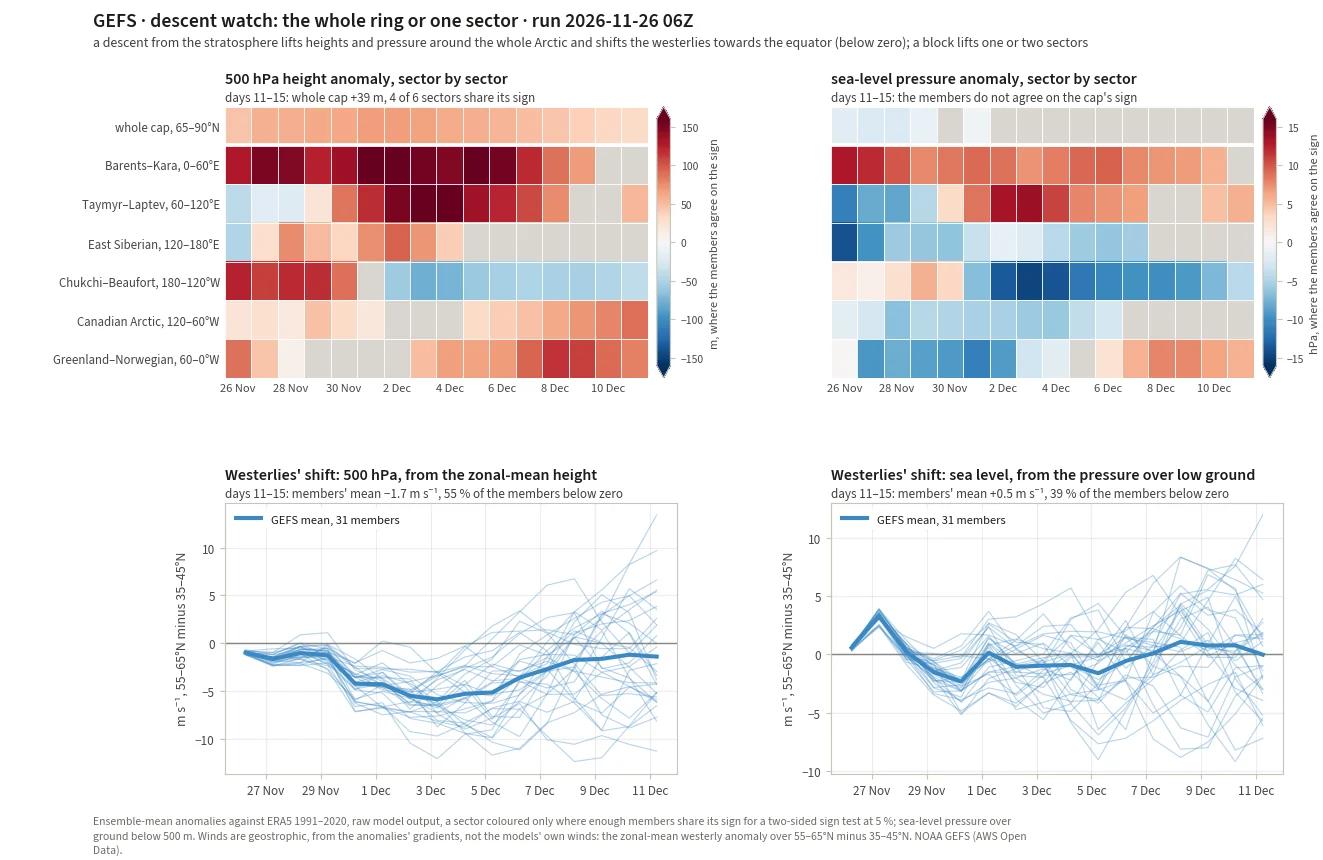 GEFS · descent watch: the whole ring or one sector · run 2026-11-26 06Z
a descent from the stratosphere lifts heights and pressure around the whole Arctic and shifts the westerlies towards the equator (below zero); a block lifts one or two sectors
500 hPa height anomaly, sector by sector
days 11–15: whole cap +39 m, 4 of 6 sectors share its sign
whole cap, 65–90°N
Barents–Kara, 0–60°E
Taymyr–Laptev, 60–120°E
East Siberian, 120–180°E
Chukchi–Beaufort, 180–120°W
Canadian Arctic, 120–60°W
Greenland–Norwegian, 60–0°W
26 Nov 28 Nov 30 Nov 2 Dec 4 Dec 6 Dec 8 Dec 10 Dec
150
100
50
0
−50
−100
−150
m, where the members agree on the sign
sea-level pressure anomaly, sector by sector
days 11–15: the members do not agree on the cap's sign
26 Nov 28 Nov 30 Nov 2 Dec 4 Dec 6 Dec 8 Dec 10 Dec
15
10
5
0
−5
−10
−15
hPa, where the members agree on the sign
Westerlies' shift: 500 hPa, from the zonal-mean height
days 11–15: members' mean −1.7 m s⁻¹, 55 % of the members below zero
GEFS mean, 31 members
10
5
0
−5
−10
m s⁻¹, 55–65°N minus 35–45°N
27 Nov 29 Nov 1 Dec 3 Dec 5 Dec 7 Dec 9 Dec 11 Dec
Westerlies' shift: sea level, from the pressure over low ground
days 11–15: members' mean +0.5 m s⁻¹, 39 % of the members below zero
GEFS mean, 31 members
10
5
0
−5
−10
m s⁻¹, 55–65°N minus 35–45°N
27 Nov 29 Nov 1 Dec 3 Dec 5 Dec 7 Dec 9 Dec 11 Dec
Ensemble-mean anomalies against ERA5 1991–2020, raw model output, a sector coloured only where enough members share its sign for a two-sided sign test at 5 %; sea-level pressure over
ground below 500 m. Winds are geostrophic, from the anomalies' gradients, not the models' own winds: the zonal-mean westerly anomaly over 55–65°N minus 35–45°N. NOAA GEFS (AWS Open
Data).